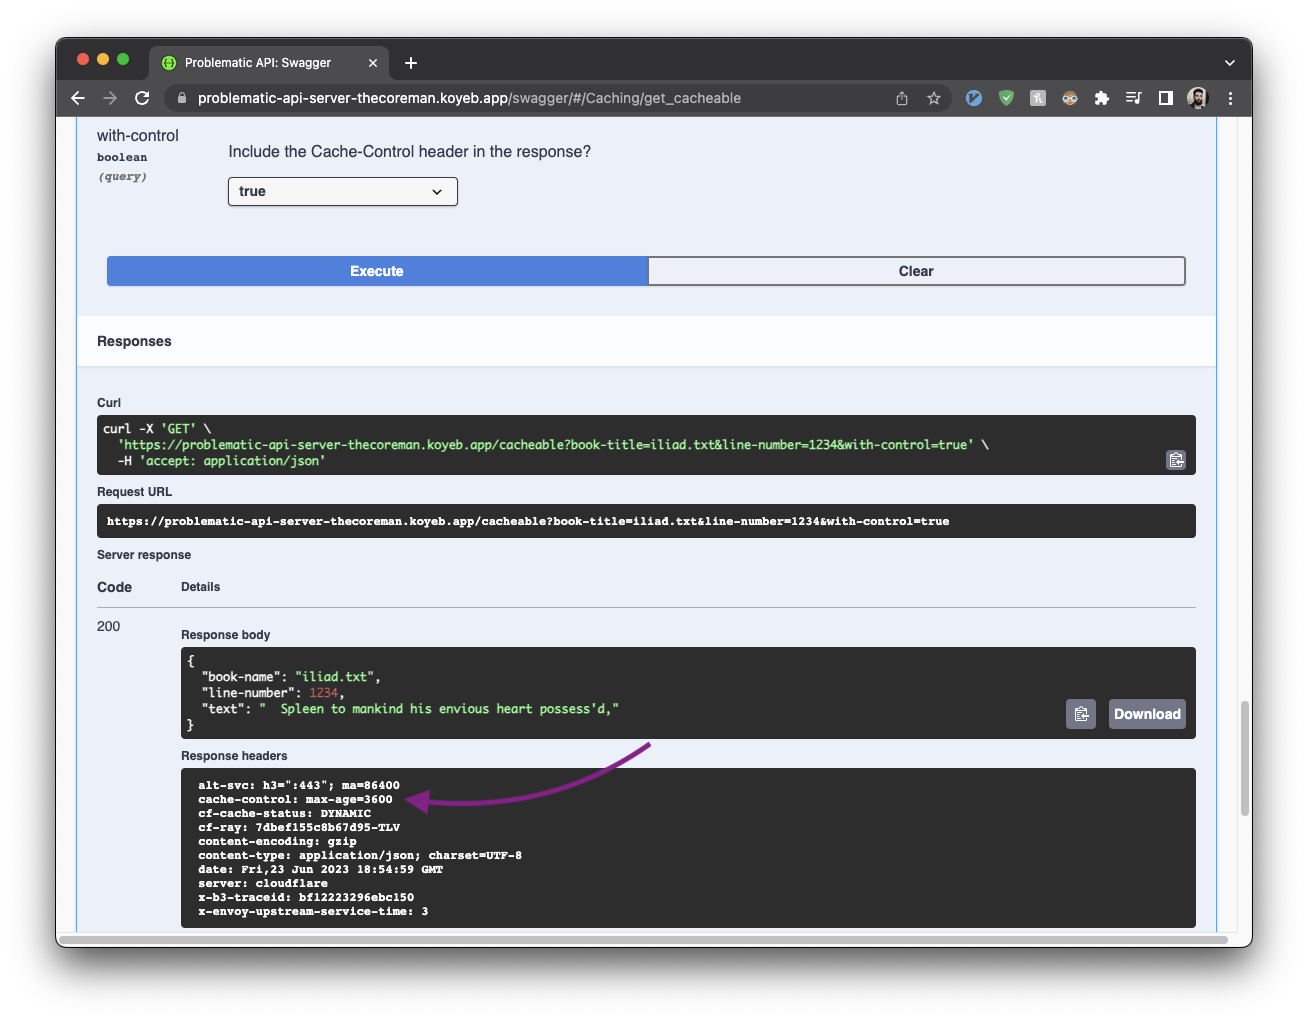 Problematic API: Swagger
problematic-api-server-thecoreman.koyeb.app/swagger/#/Caching/get_cacheable
with-control
boolean
(query)
Include the Cache-Control header in the response?
true
Execute
Clear
Responses
Curl
curl -X 'GET' \
'https://problematic-api-server-thecoreman.koyeb.app/cacheable?book-title=iliad.txt&line-number=1234&with-control=true' \
-H 'accept: application/json'
Request URL
https://problematic-api-server-thecoreman.koyeb.app/cacheable?book-title=iliad.txt&line-number=1234&with-control=true
Server response
Code Details
200
Response body
{
"book-name": "iliad.txt",
"line-number": 1234,
"text": "  Spleen to mankind his envious heart possess'd,"
}
Download
Response headers
alt-svc: h3=":443"; ma=86400
cache-control: max-age=3600
cf-cache-status: DYNAMIC
cf-ray: 7dbef155c8b67d95-TLV
content-encoding: gzip
content-type: application/json; charset=UTF-8
date: Fri,23 Jun 2023 18:54:59 GMT
server: cloudflare
x-b3-traceid: bf12223296ebc150
x-envoy-upstream-service-time: 3